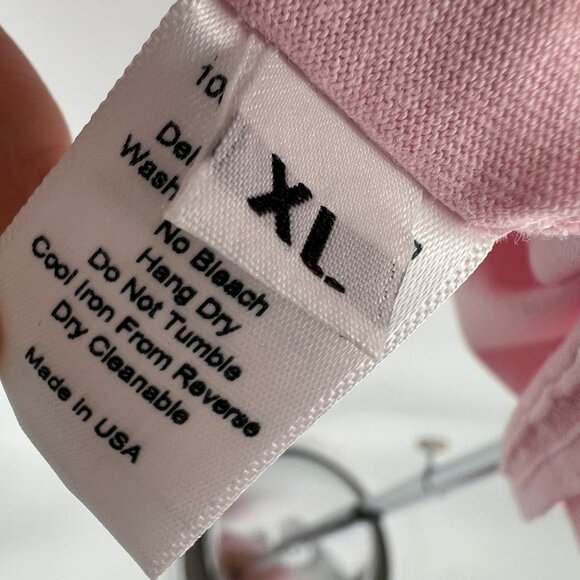 XL
No Bleach
Hang Dry
Do Not Tumble
Cool Iron From Reverse
Dry Cleanable
Made In USA